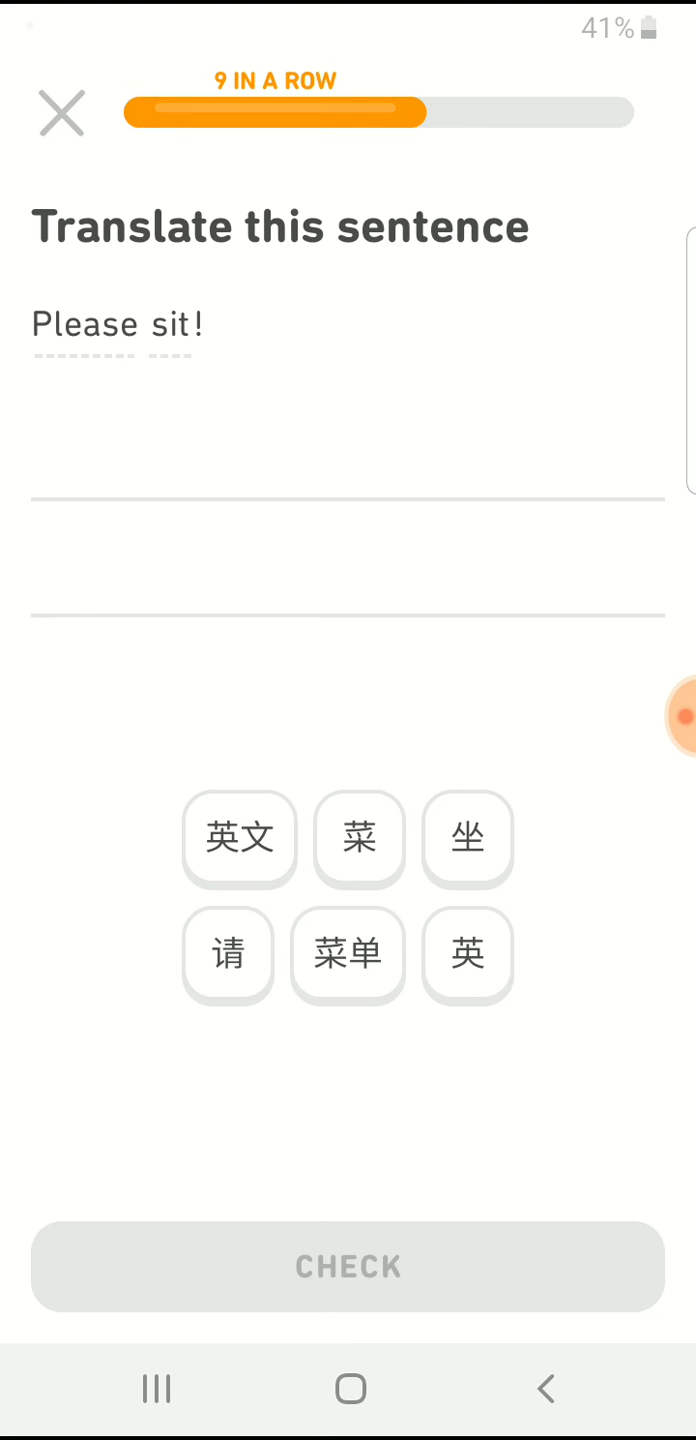 41%
9 IN A ROW
Translate this sentence
Please sit!
英文 菜 坐
请 菜单 英
CHECK